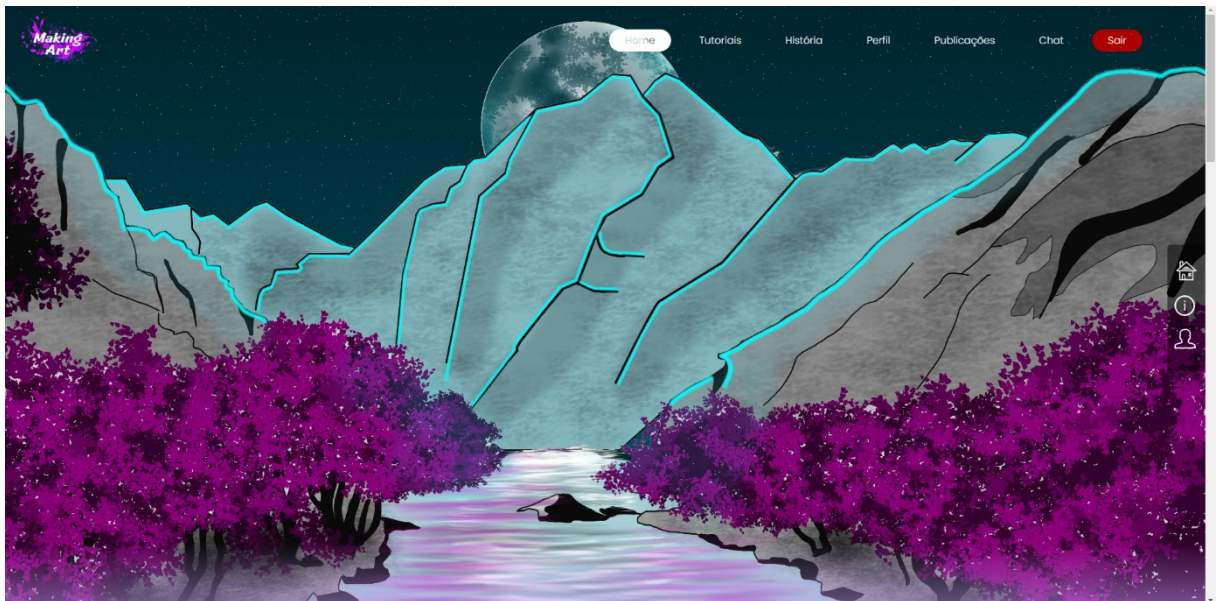 Making
Art
Home
Tutoriais
História
Perfil
Publicações
Chat
Sair